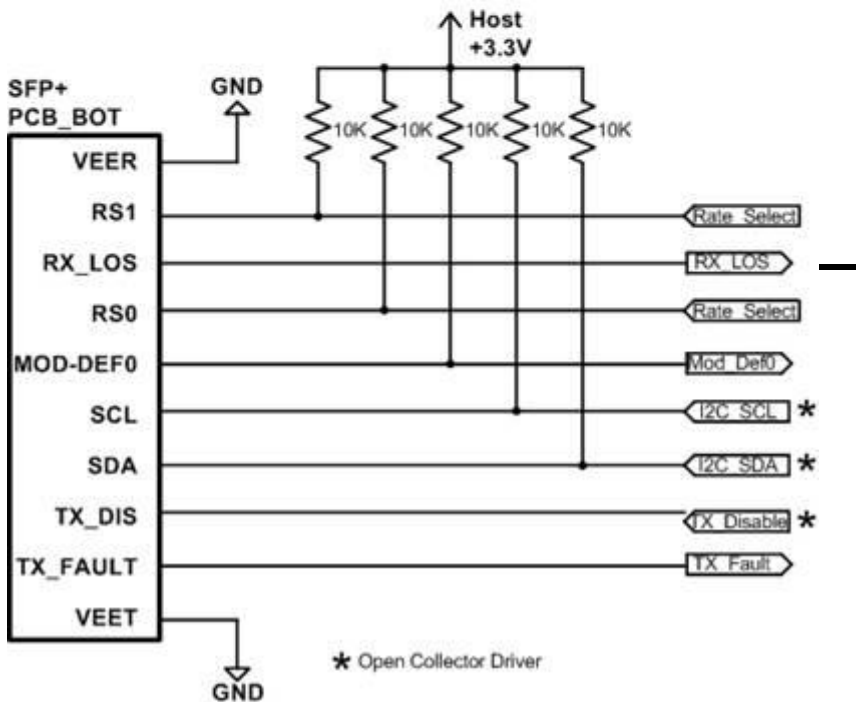 Host
+3.3V
SFP+
PCB_BOT
GND
10K 10K 10K 10K 10K
VEER
RS1 Rate_Select
RX_LOS RX_LOS
RS0 Rate_Select
MOD-DEF0 Mod_Def0
SCL I2C_SCL *
SDA I2C_SDA *
TX_DIS TX_Disable *
TX_FAULT TX_Fault
VEET
* Open Collector Driver
GND